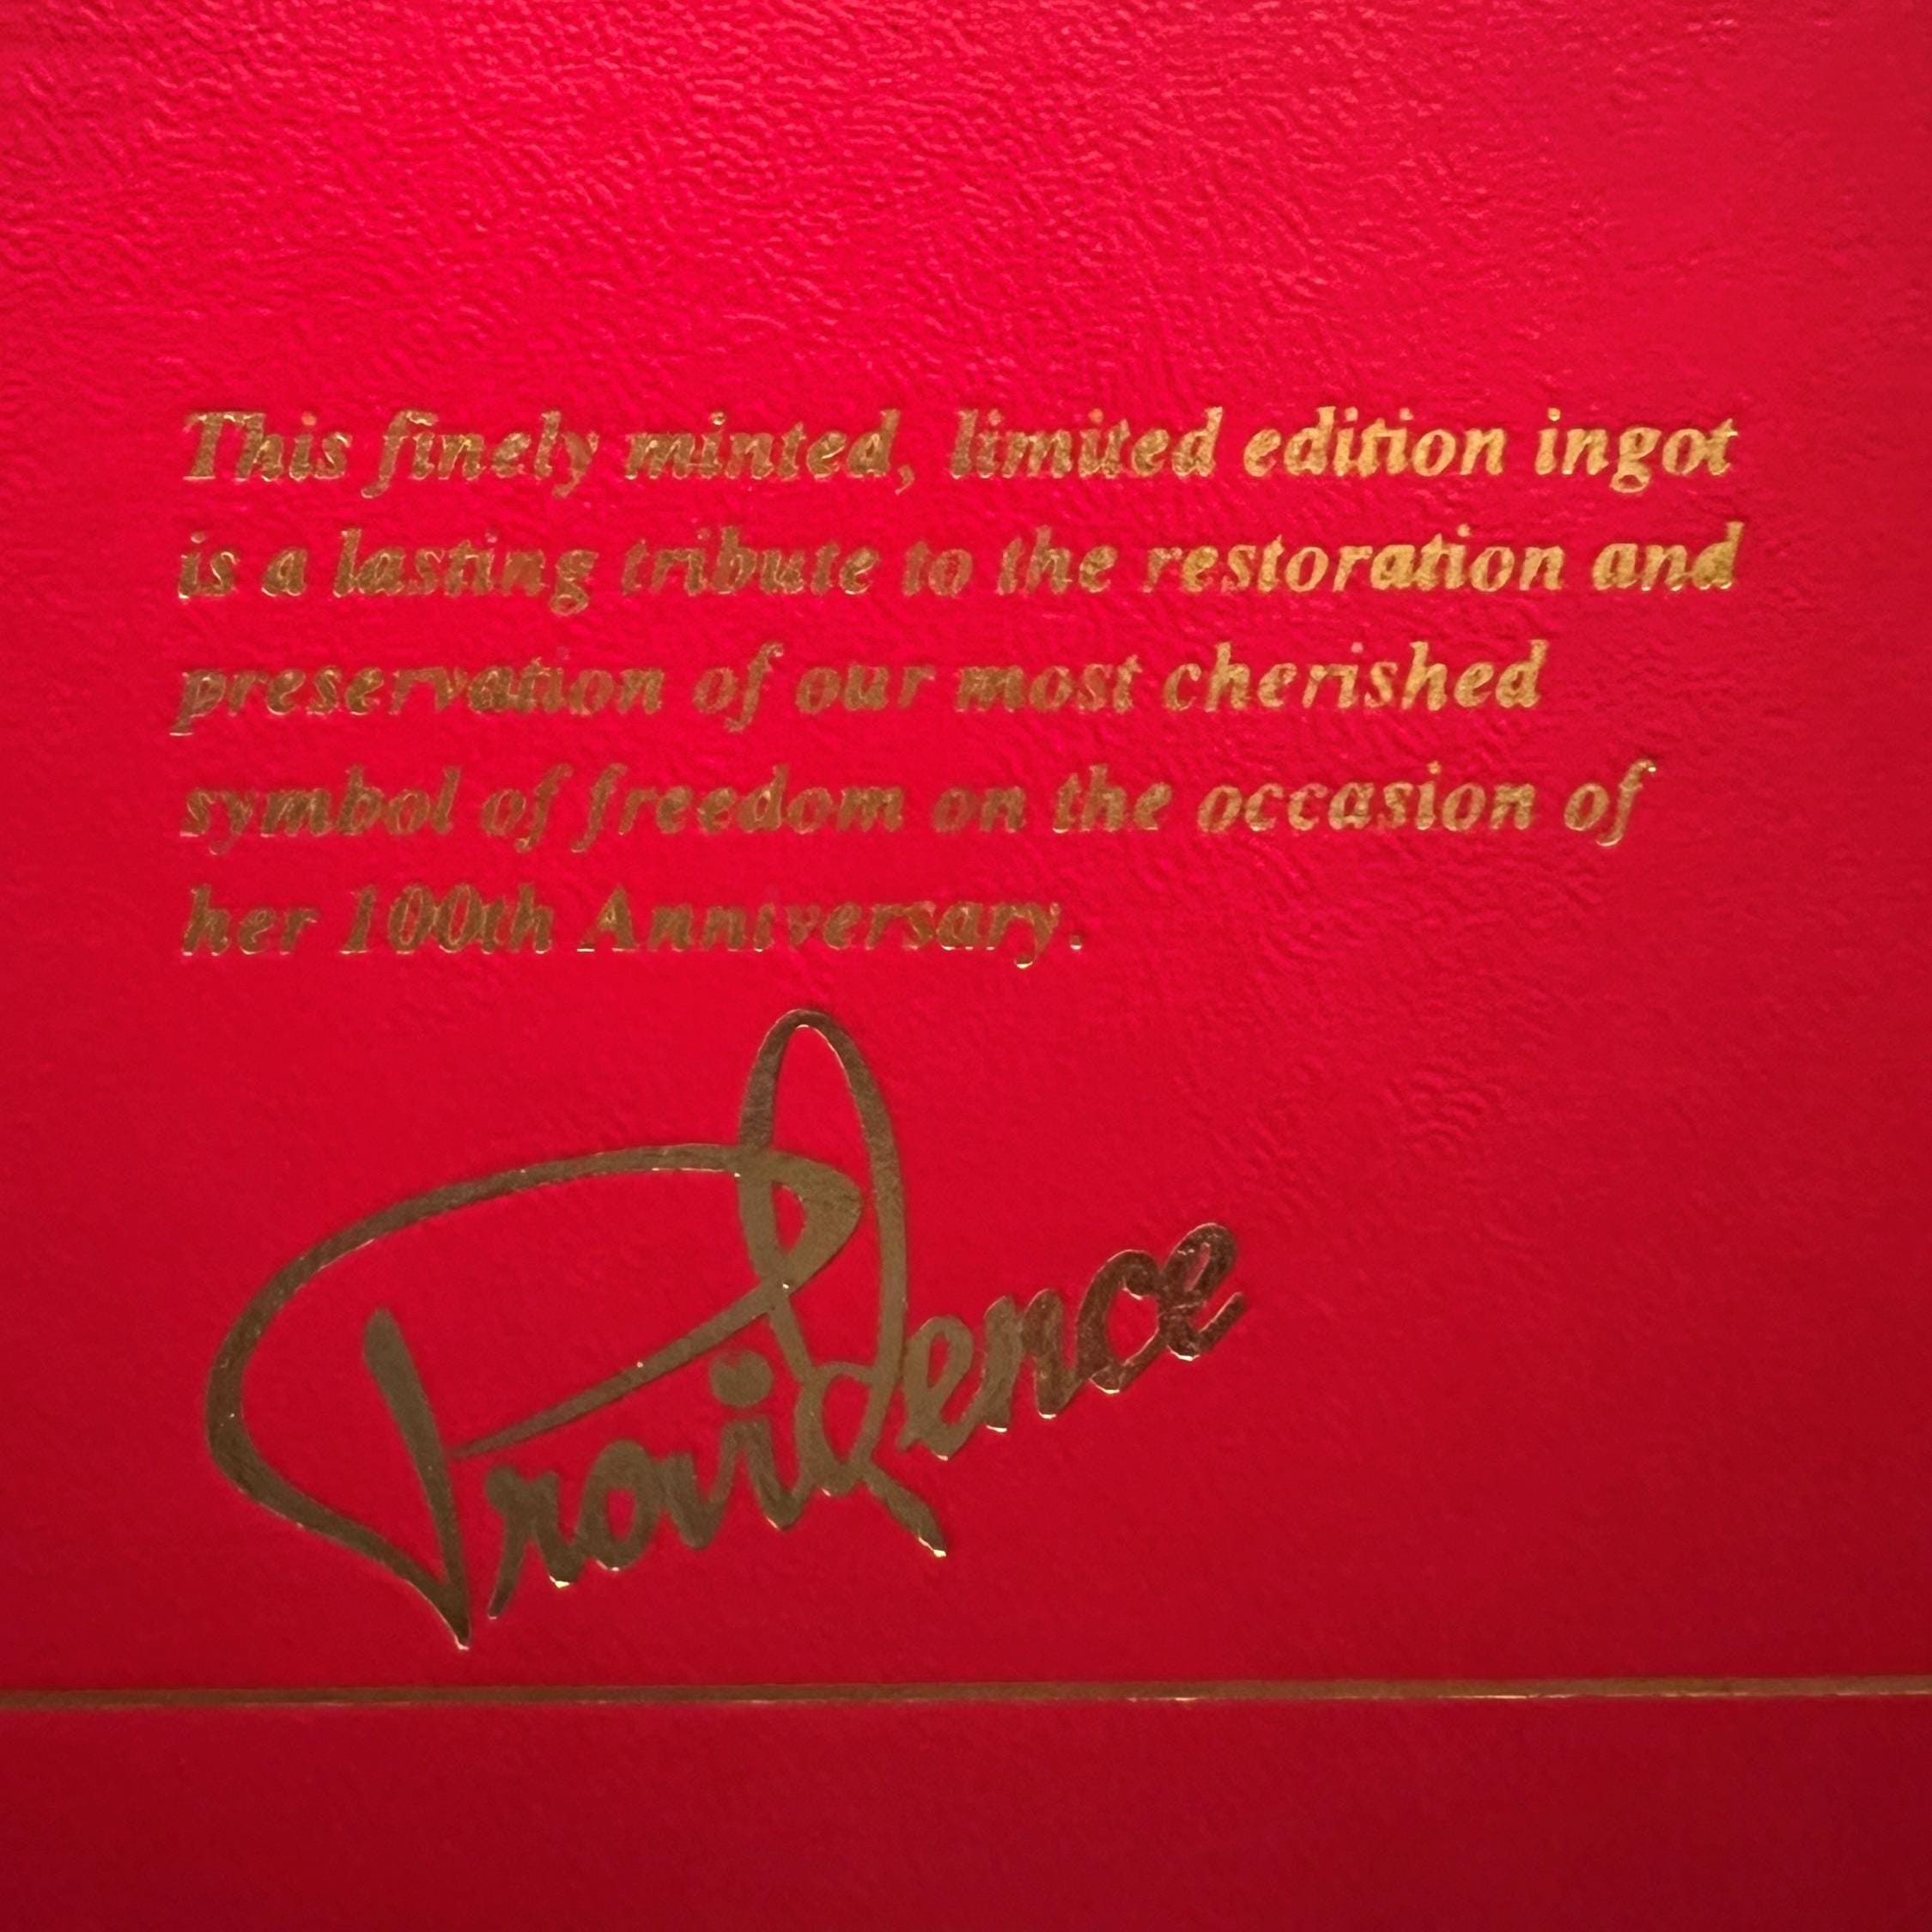 This finely minted, limited edition ingot
is a lasting tribute to the restoration and
preservation of our most cherished
symbol of freedom on the occasion of
her 100th Anniversary.
Providence